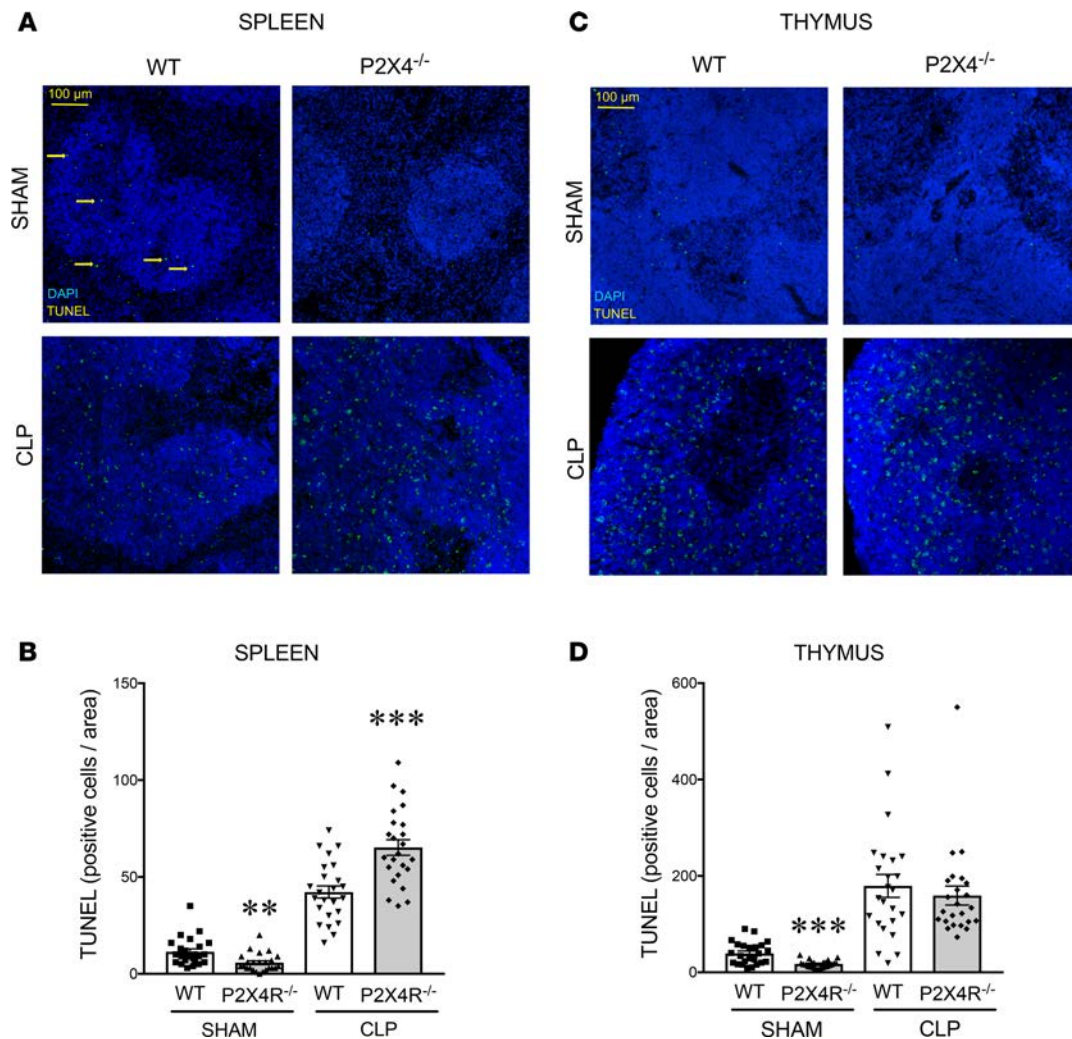 A
SPLEEN
WT
P2X4-/-
SHAM
100 µm
DAPI
TUNEL
CLP
C
THYMUS
WT
P2X4-/-
SHAM
100 µm
DAPI
TUNEL
CLP
B
SPLEEN
TUNEL (positive cells / area)
150
100
50
0
**
***
WT
P2X4R-/-
WT
P2X4R-/-
SHAM
CLP
D
THYMUS
TUNEL (positive cells / area)
600
400
200
0
***
WT
P2X4R-/-
WT
P2X4R-/-
SHAM
CLP